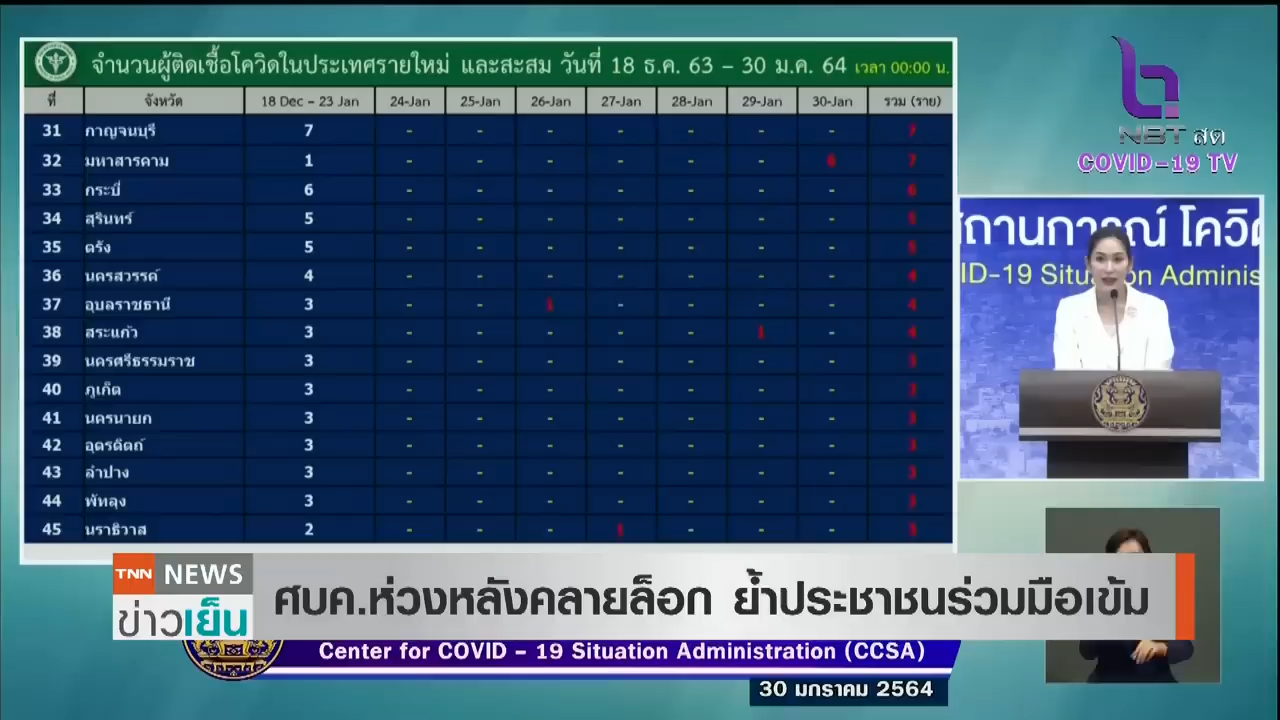 จำนวนผู้ติดเชื้อโควิดในประเทศรายใหม่ และสะสม วันที่ 18 ธ.ค. 63 – 30 ม.ค. 64 เวลา 00:00 น.
ที่ จังหวัด 18 Dec – 23 Jan 24-Jan 25-Jan 26-Jan 27-Jan 28-Jan 29-Jan 30-Jan รวม (ราย)
31 กาญจนบุรี 7 - - - - - - - 7
32 มหาสารคาม 1 - - - - - - 6 7
33 กระบี่ 6 - - - - - - - 6
34 สุรินทร์ 5 - - - - - - - 5
35 ตรัง 5 - - - - - - - 5
36 นครสวรรค์ 4 - - - - - - - 4
37 อุบลราชธานี 3 - - 1 - - - - 4
38 สระแก้ว 3 - - - - - 1 - 4
39 นครศรีธรรมราช 3 - - - - - - - 3
40 ภูเก็ต 3 - - - - - - - 3
41 นครนายก 3 - - - - - - - 3
42 อุตรดิตถ์ 3 - - - - - - - 3
43 ลำปาง 3 - - - - - - - 3
44 พัทลุง 3 - - - - - - - 3
45 นราธิวาส 2 - - - 1 - - - 3
NBT สด
COVID-19 TV
สถานการณ์ โควิด
ID-19 Situation Adminis
TNN NEWS
ข่าวเย็น
ศบค.ห่วงหลังคลายล็อก ย้ำประชาชนร่วมมือเข้ม
Center for COVID – 19 Situation Administration (CCSA)
30 มกราคม 2564